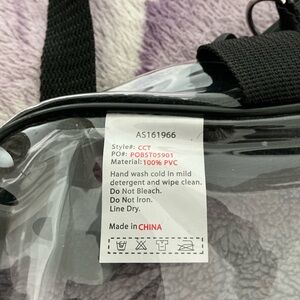 AS161966
Style#: CCT
PO#: POBST05901
Material: 100% PVC
Hand wash cold in mild
detergent and wipe clean.
Do Not Bleach.
Do Not Iron.
Line Dry.
Made in CHINA